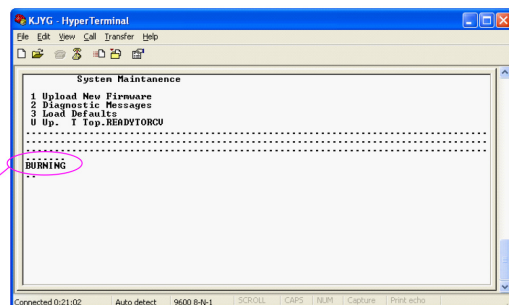 KJYG - HyperTerminal
File Edit View Call Transfer Help
System Maintanence
1 Upload New Firmware
2 Diagnostic Messages
3 Load Defaults
U Up. T Top.READYTORCV
................................................................
................................................................
................................................................
.......
BURNING
..
Connected 0:21:02 Auto detect 9600 8-N-1 SCROLL CAPS NUM Capture Print echo